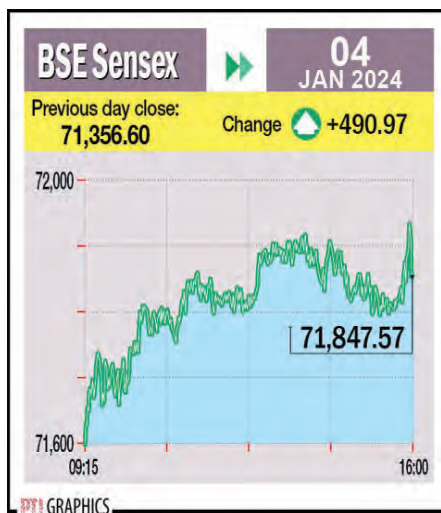 BSE Sensex
04
JAN 2024
Previous day close:
71,356.60
Change +490.97
72,000
71,847.57
71,600
09:15 16:00
PTI GRAPHICS